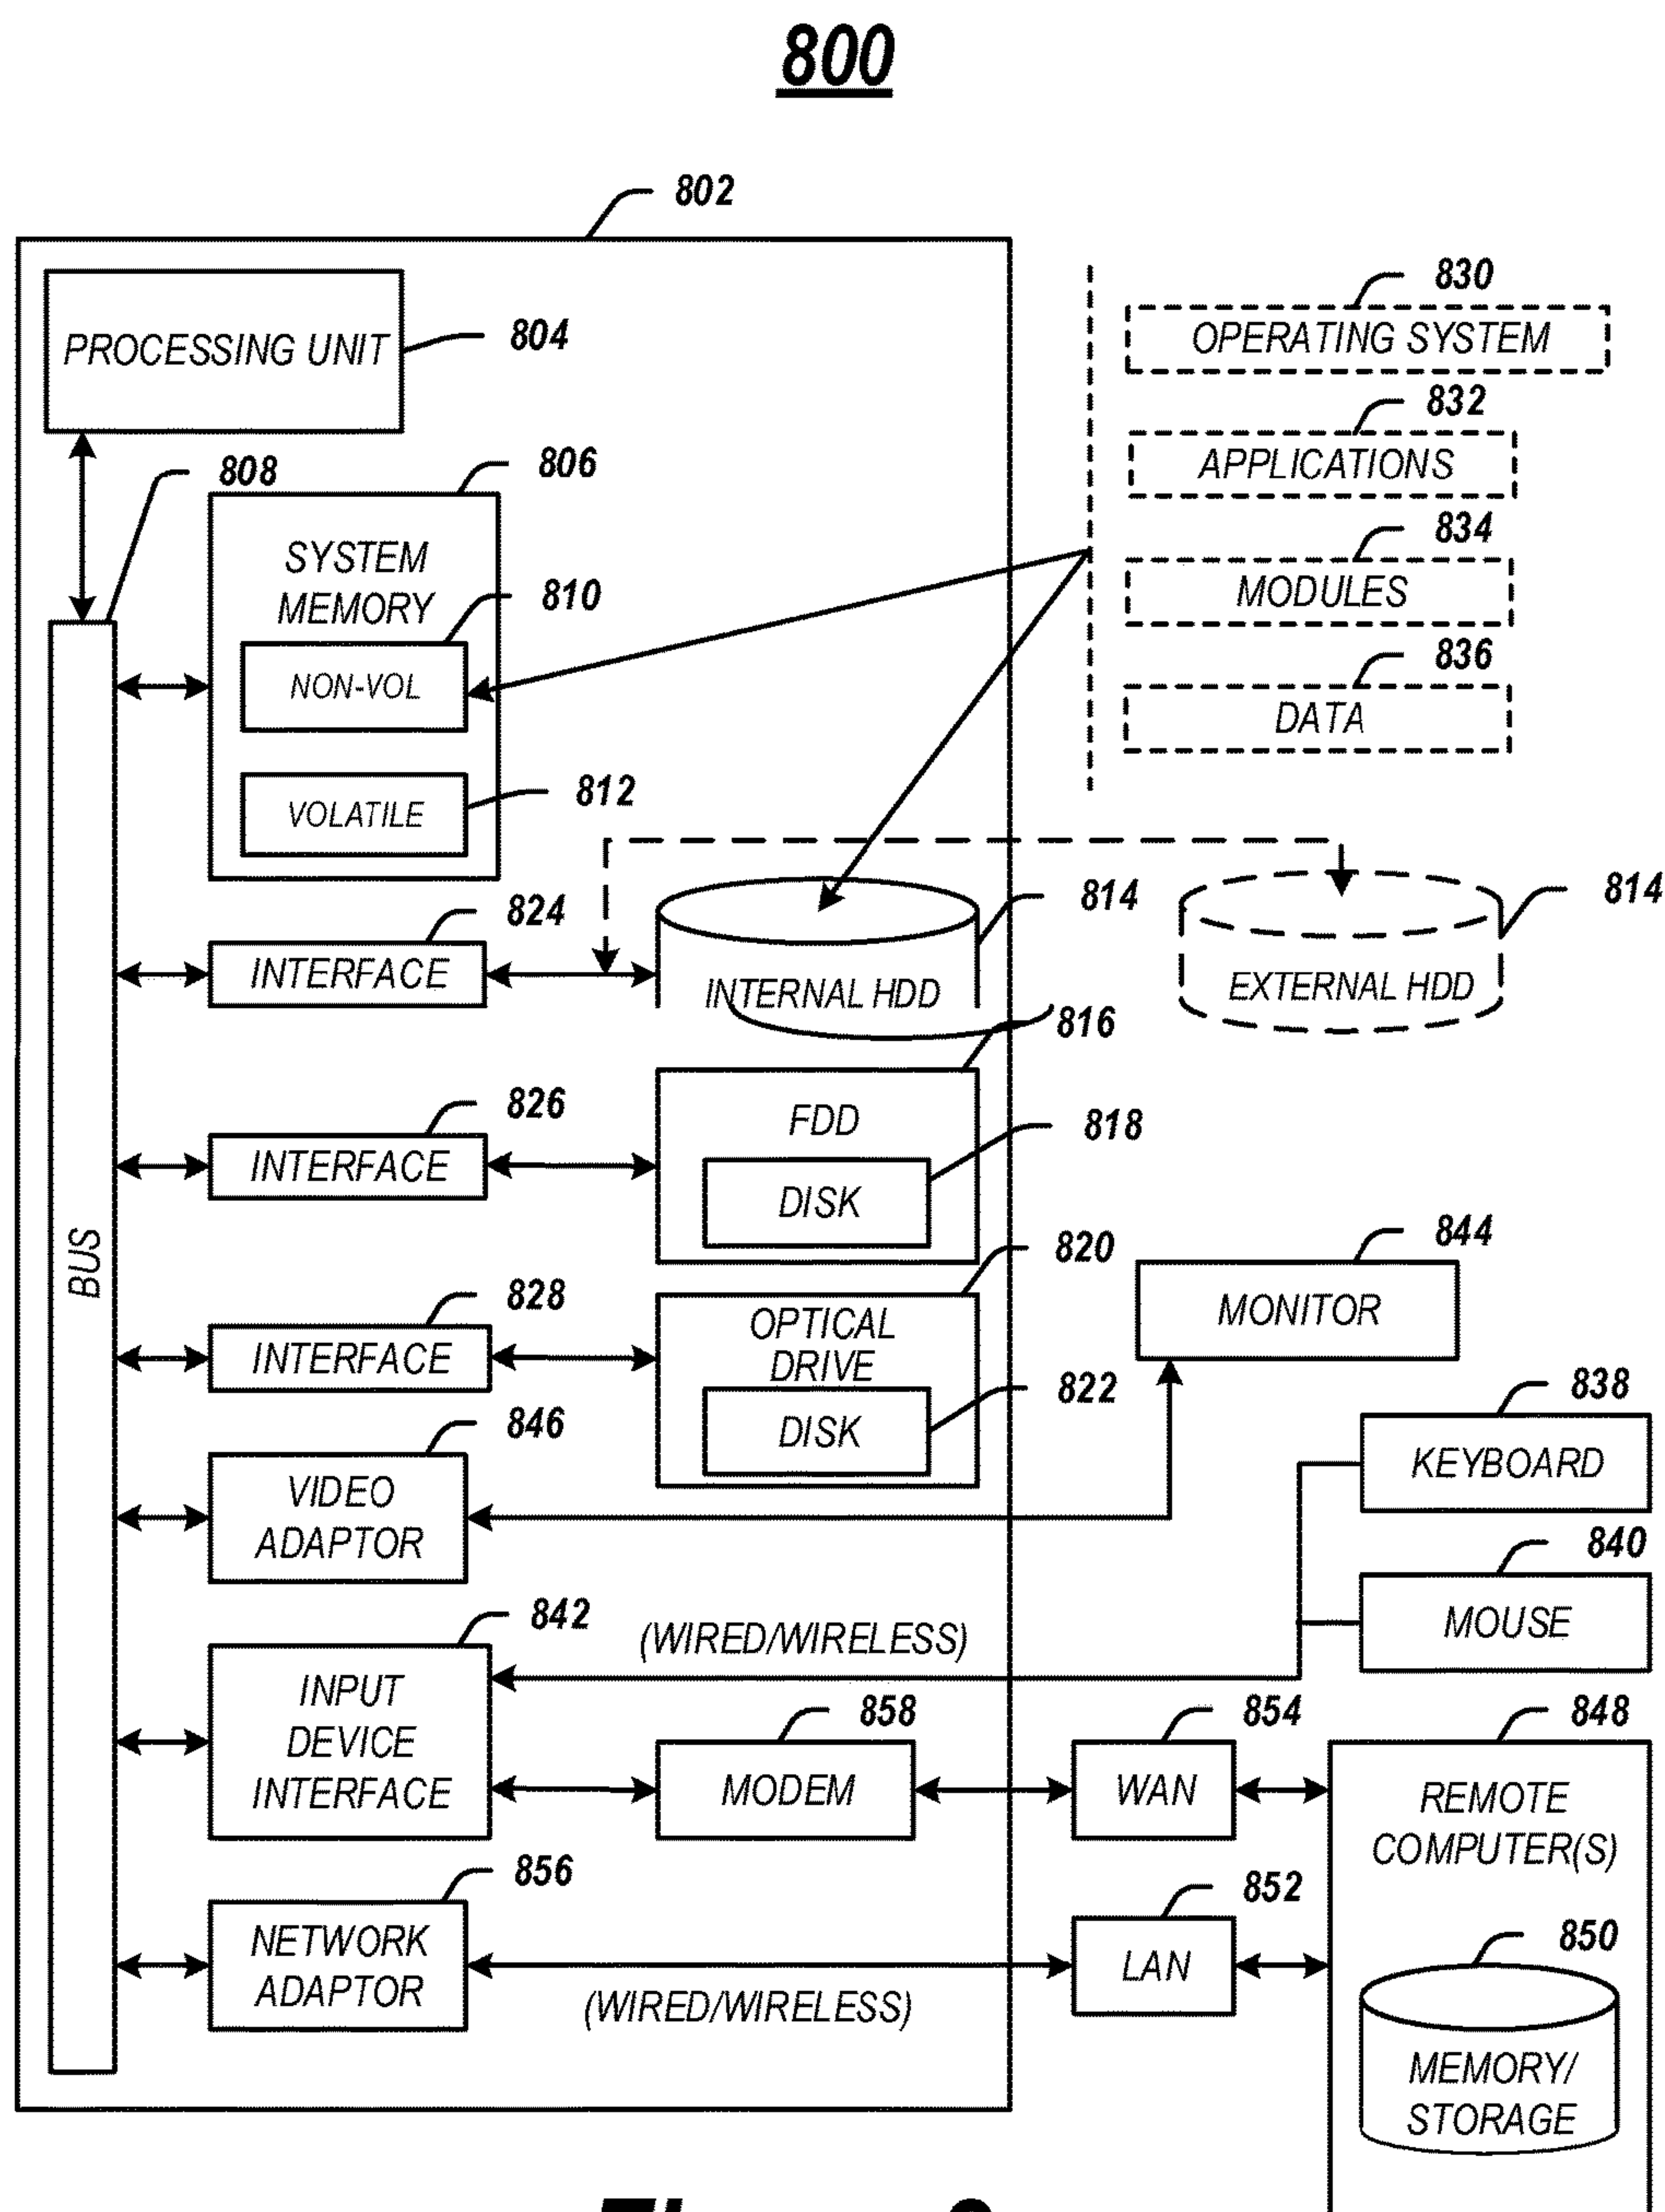 800
802
PROCESSING UNIT
804
830
OPERATING SYSTEM
832
APPLICATIONS
834
MODULES
836
DATA
808
806
SYSTEM
MEMORY
810
NON-VOL
812
VOLATILE
BUS
824
INTERFACE
INTERNAL HDD
814
EXTERNAL HDD
814
816
826
INTERFACE
FDD
818
DISK
820
828
INTERFACE
OPTICAL
DRIVE
822
DISK
844
MONITOR
846
VIDEO
ADAPTOR
838
KEYBOARD
840
MOUSE
842
INPUT
DEVICE
INTERFACE
(WIRED/WIRELESS)
858
MODEM
854
WAN
848
REMOTE
COMPUTER(S)
856
NETWORK
ADAPTOR
(WIRED/WIRELESS)
852
LAN
850
MEMORY/
STORAGE